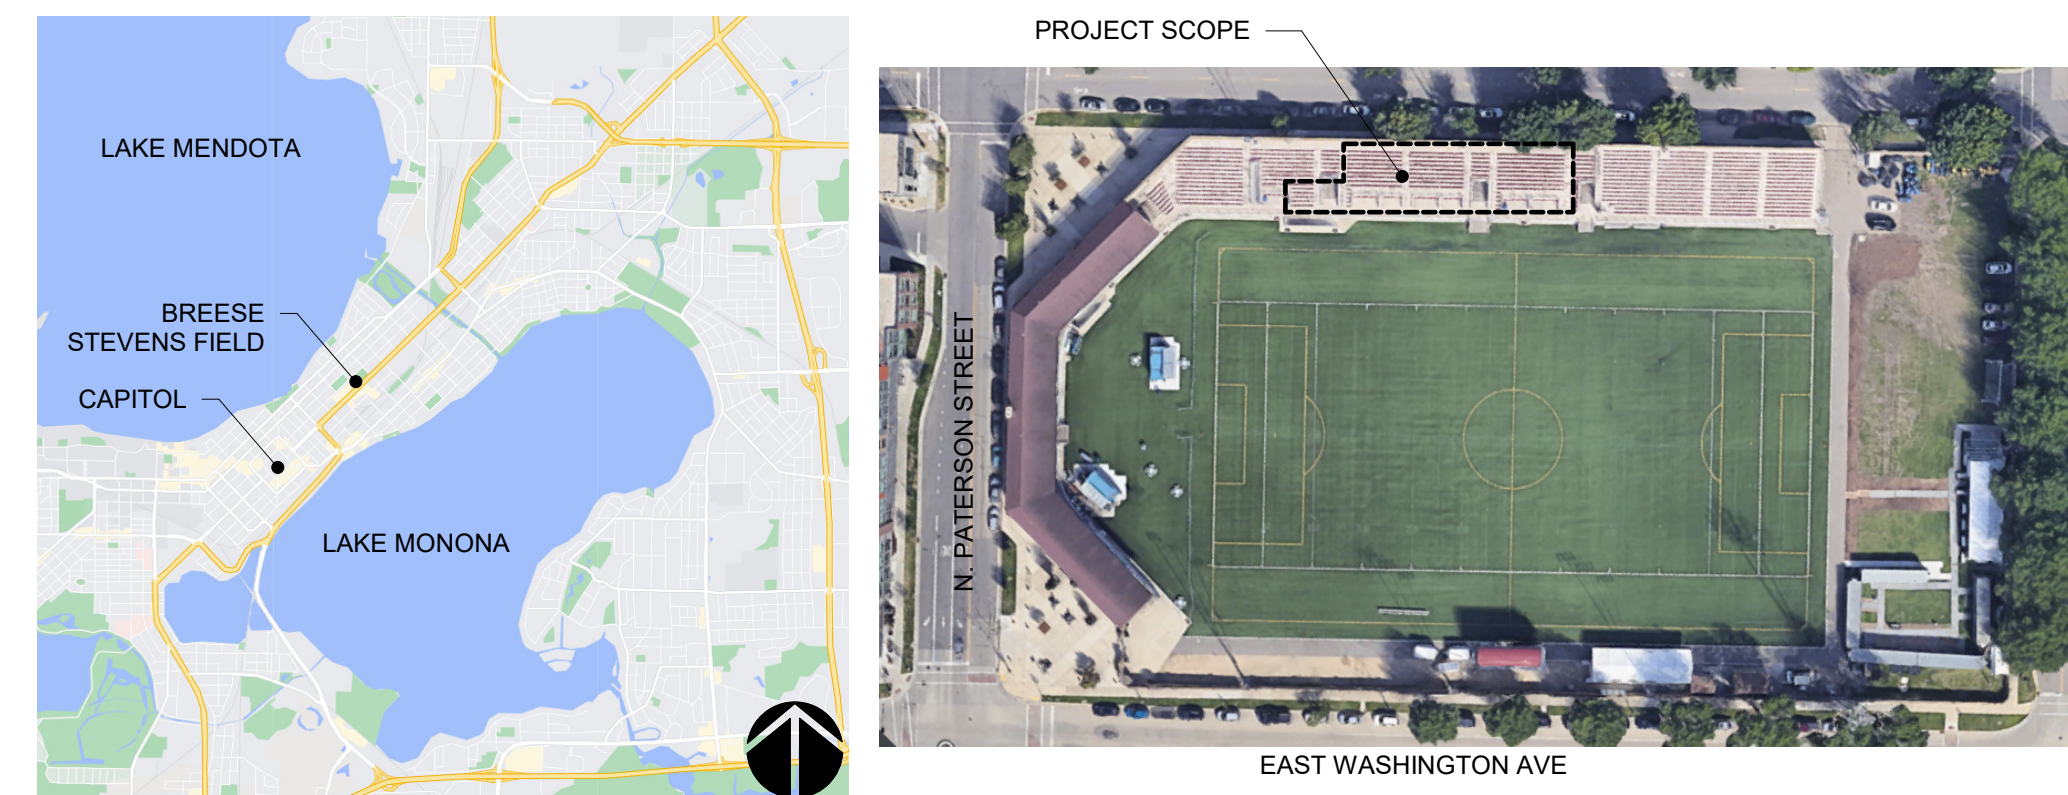 LAKE MENDOTA
BREESE
STEVENS FIELD
CAPITOL
LAKE MONONA
PROJECT SCOPE
N. PATERSON STREET
EAST WASHINGTON AVE